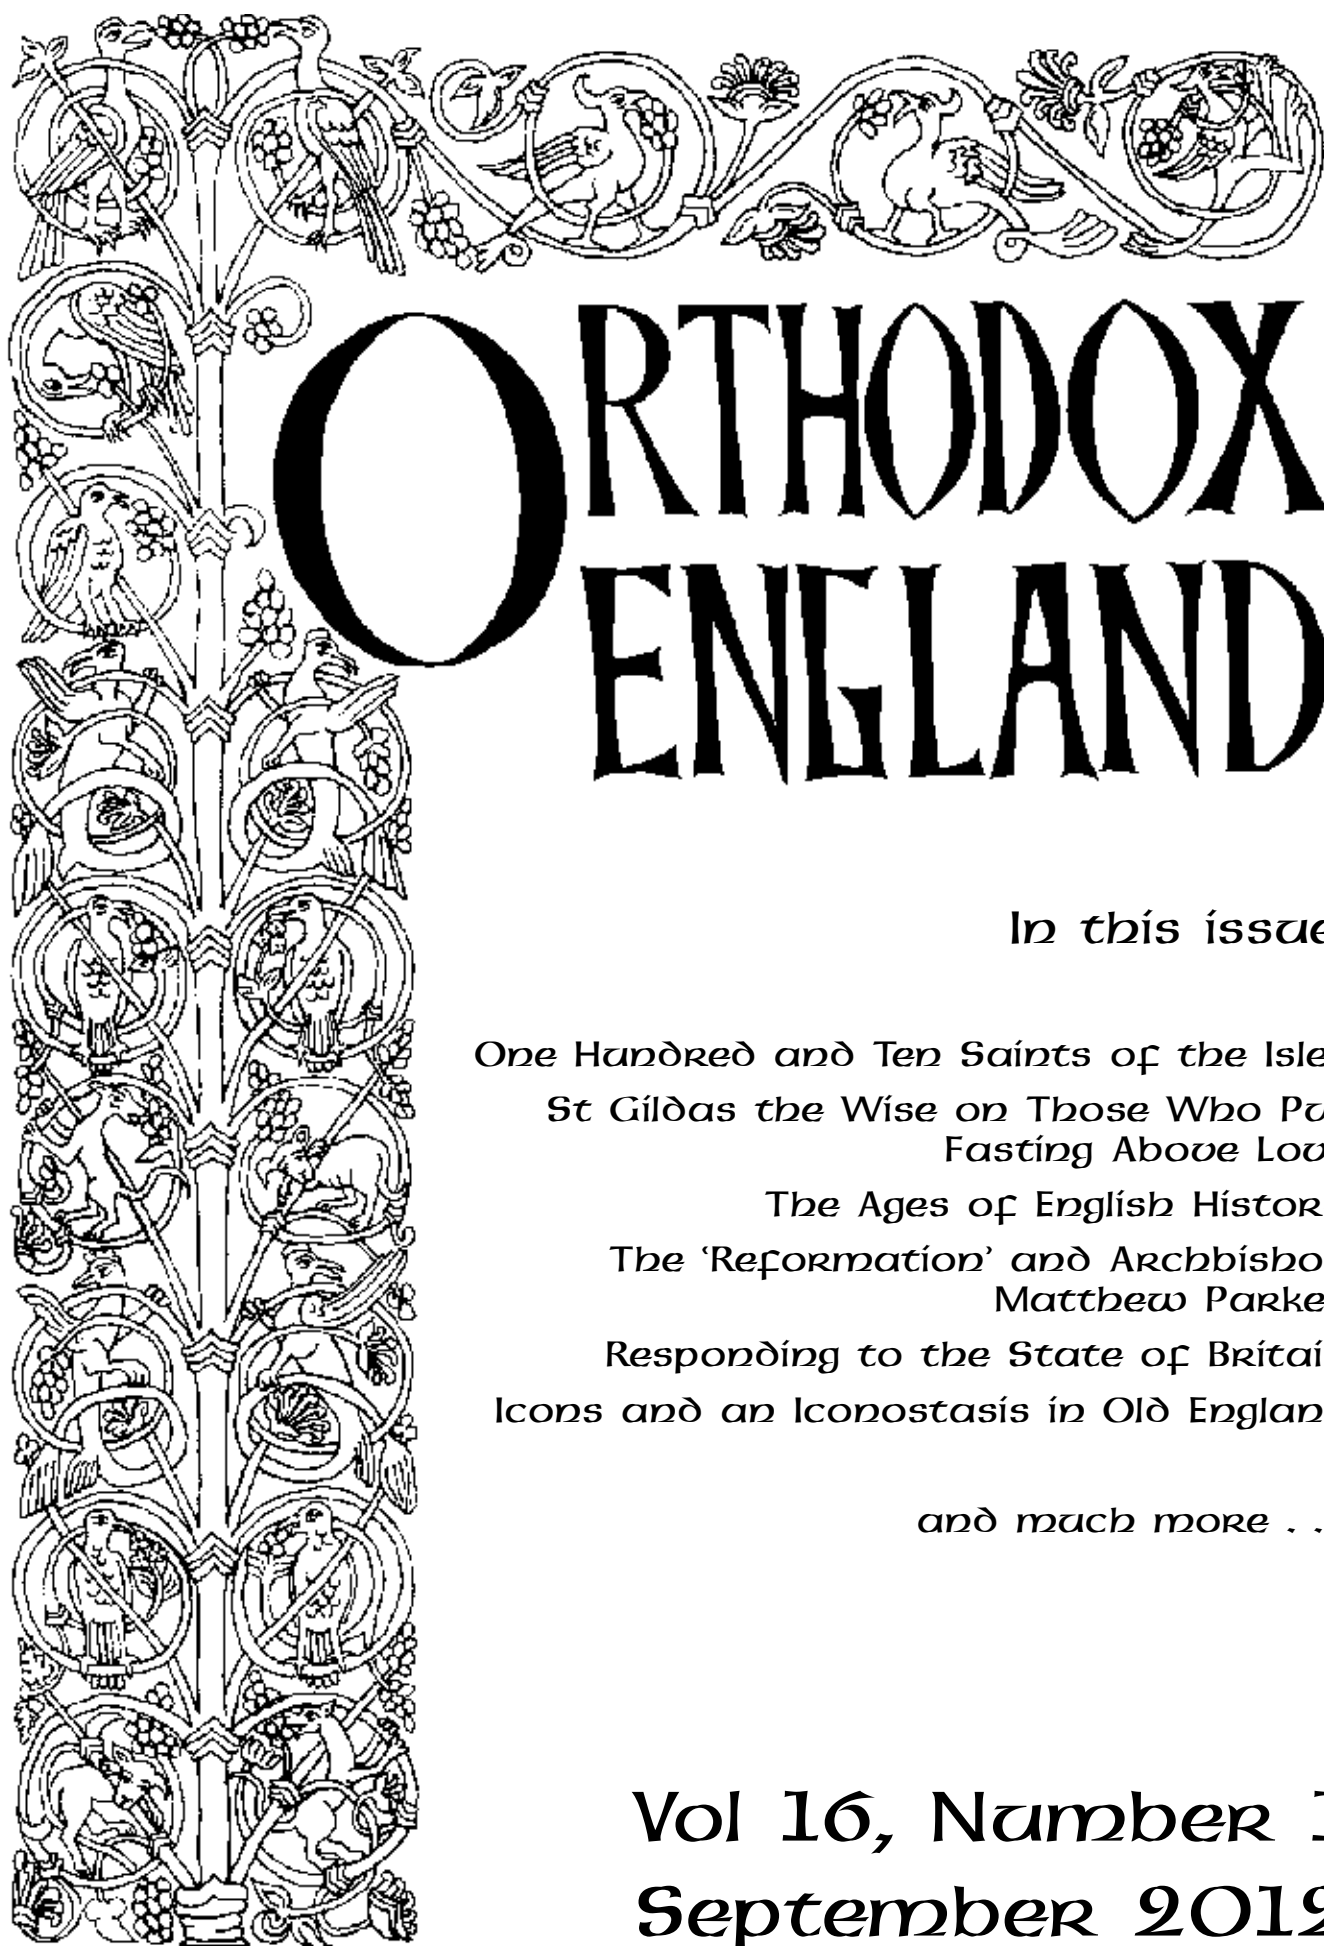 ORTHODOX
ENGLAND
In this issue
One Hundred and Ten Saints of the Isle
St Gildas the Wise on Those Who Pu
Fasting Above Lov
The Ages of English Histor
The ‘Reformation’ and Archbisho
Matthew Parke
Responding to the State of Britai
Icons and an Iconostasis in Old Englan
and much more . .
Vol 16, Number 1
September 2012